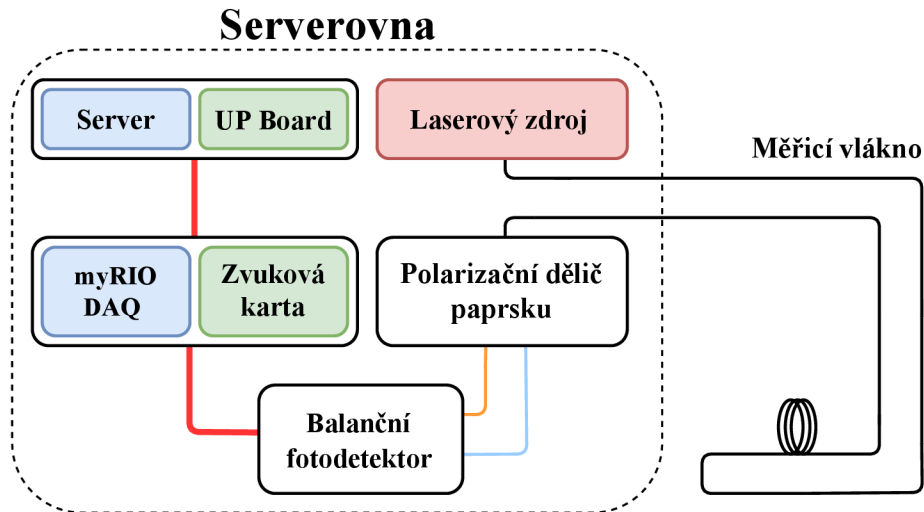 Serverovna
Server
UP Board
Laserový zdroj
Měřicí vlákno
myRIO
DAQ
Zvuková
karta
Polarizační dělič
paprsku
Balanční
fotodetektor